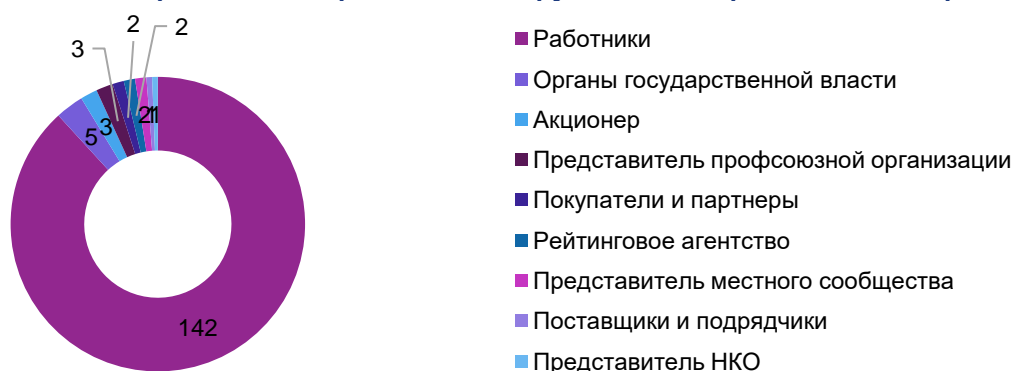 2
2
3
5
3
2
1
1
142
Работники
Органы государственной власти
Акционер
Представитель профсоюзной организации
Покупатели и партнеры
Рейтинговое агентство
Представитель местного сообщества
Поставщики и подрядчики
Представитель НКО